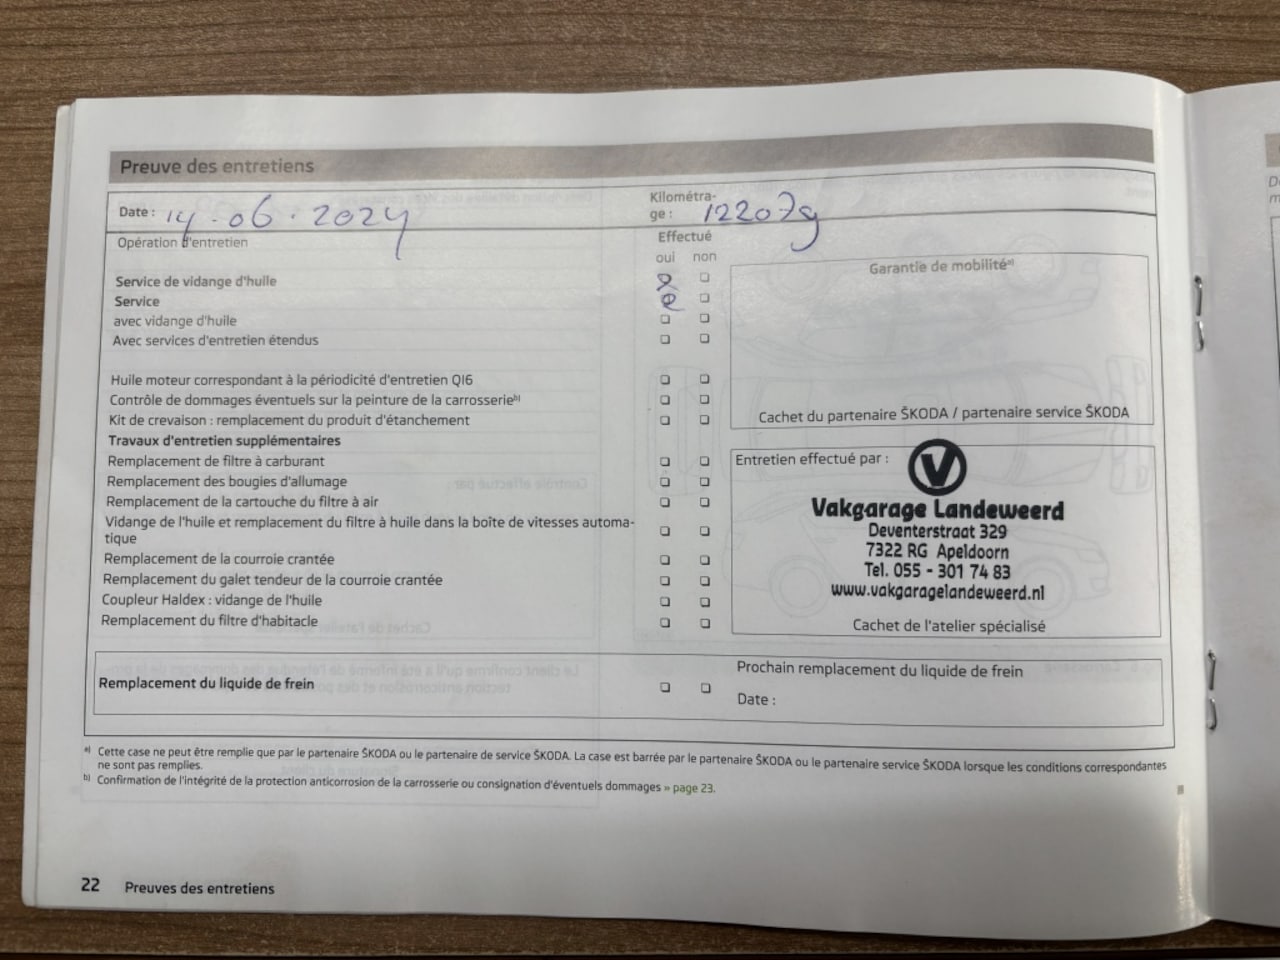 Preuve des entretiens
Date : 14.06.2024
Kilométra-
ge : 122079
Opération d'entretien
Effectué
oui non
Service de vidange d'huile
Service
avec vidange d'huile
Avec services d'entretien étendus
Huile moteur correspondant à la périodicité d'entretien QI6
Contrôle de dommages éventuels sur la peinture de la carrosserie b)
Kit de crevaison : remplacement du produit d'étanchement
Travaux d'entretien supplémentaires
Remplacement de filtre à carburant
Remplacement des bougies d'allumage
Remplacement de la cartouche du filtre à air
Vidange de l'huile et remplacement du filtre à huile dans la boîte de vitesses automa-
tique
Remplacement de la courroie crantée
Remplacement du galet tendeur de la courroie crantée
Coupleur Haldex : vidange de l'huile
Remplacement du filtre d'habitacle
Garantie de mobilité a)
Cachet du partenaire ŠKODA / partenaire service ŠKODA
Entretien effectué par :
V
Vakgarage Landeweerd
Deventerstraat 329
7322 RG Apeldoorn
Tel. 055 - 301 74 83
www.vakgaragelandeweerd.nl
Cachet de l'atelier spécialisé
Remplacement du liquide de frein
Prochain remplacement du liquide de frein
Date :
a) Cette case ne peut être remplie que par le partenaire ŠKODA ou le partenaire de service ŠKODA. La case est barrée par le partenaire ŠKODA ou le partenaire service ŠKODA lorsque les conditions correspondantes
ne sont pas remplies.
b) Confirmation de l'intégrité de la protection anticorrosion de la carrosserie ou consignation d'éventuels dommages » page 23.
22 Preuves des entretiens